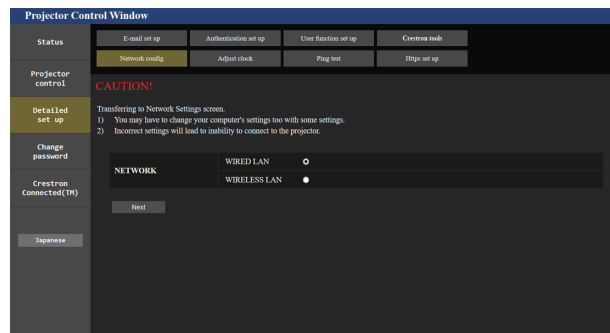 Projector Control Window
Status
E-mail set up
Authentication set up
User function set up
Crestron tools
Network config
Adjust clock
Ping test
Https set up
Projector
control
CAUTION!
Detailed
set up
Transferring to Network Settings screen.
1) You may have to change your computer's settings too with some settings.
2) Incorrect settings will lead to inability to connect to the projector.
Change
password
NETWORK
WIRED LAN
WIRELESS LAN
Crestron
Connected(TM)
Next
Japanese